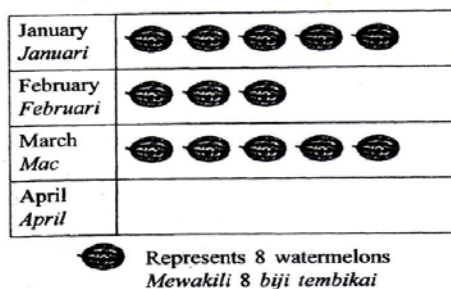 January
Januari
February
Februari
March
Mac
April
April
Represents 8 watermelons
Mewakili 8 biji tembikai